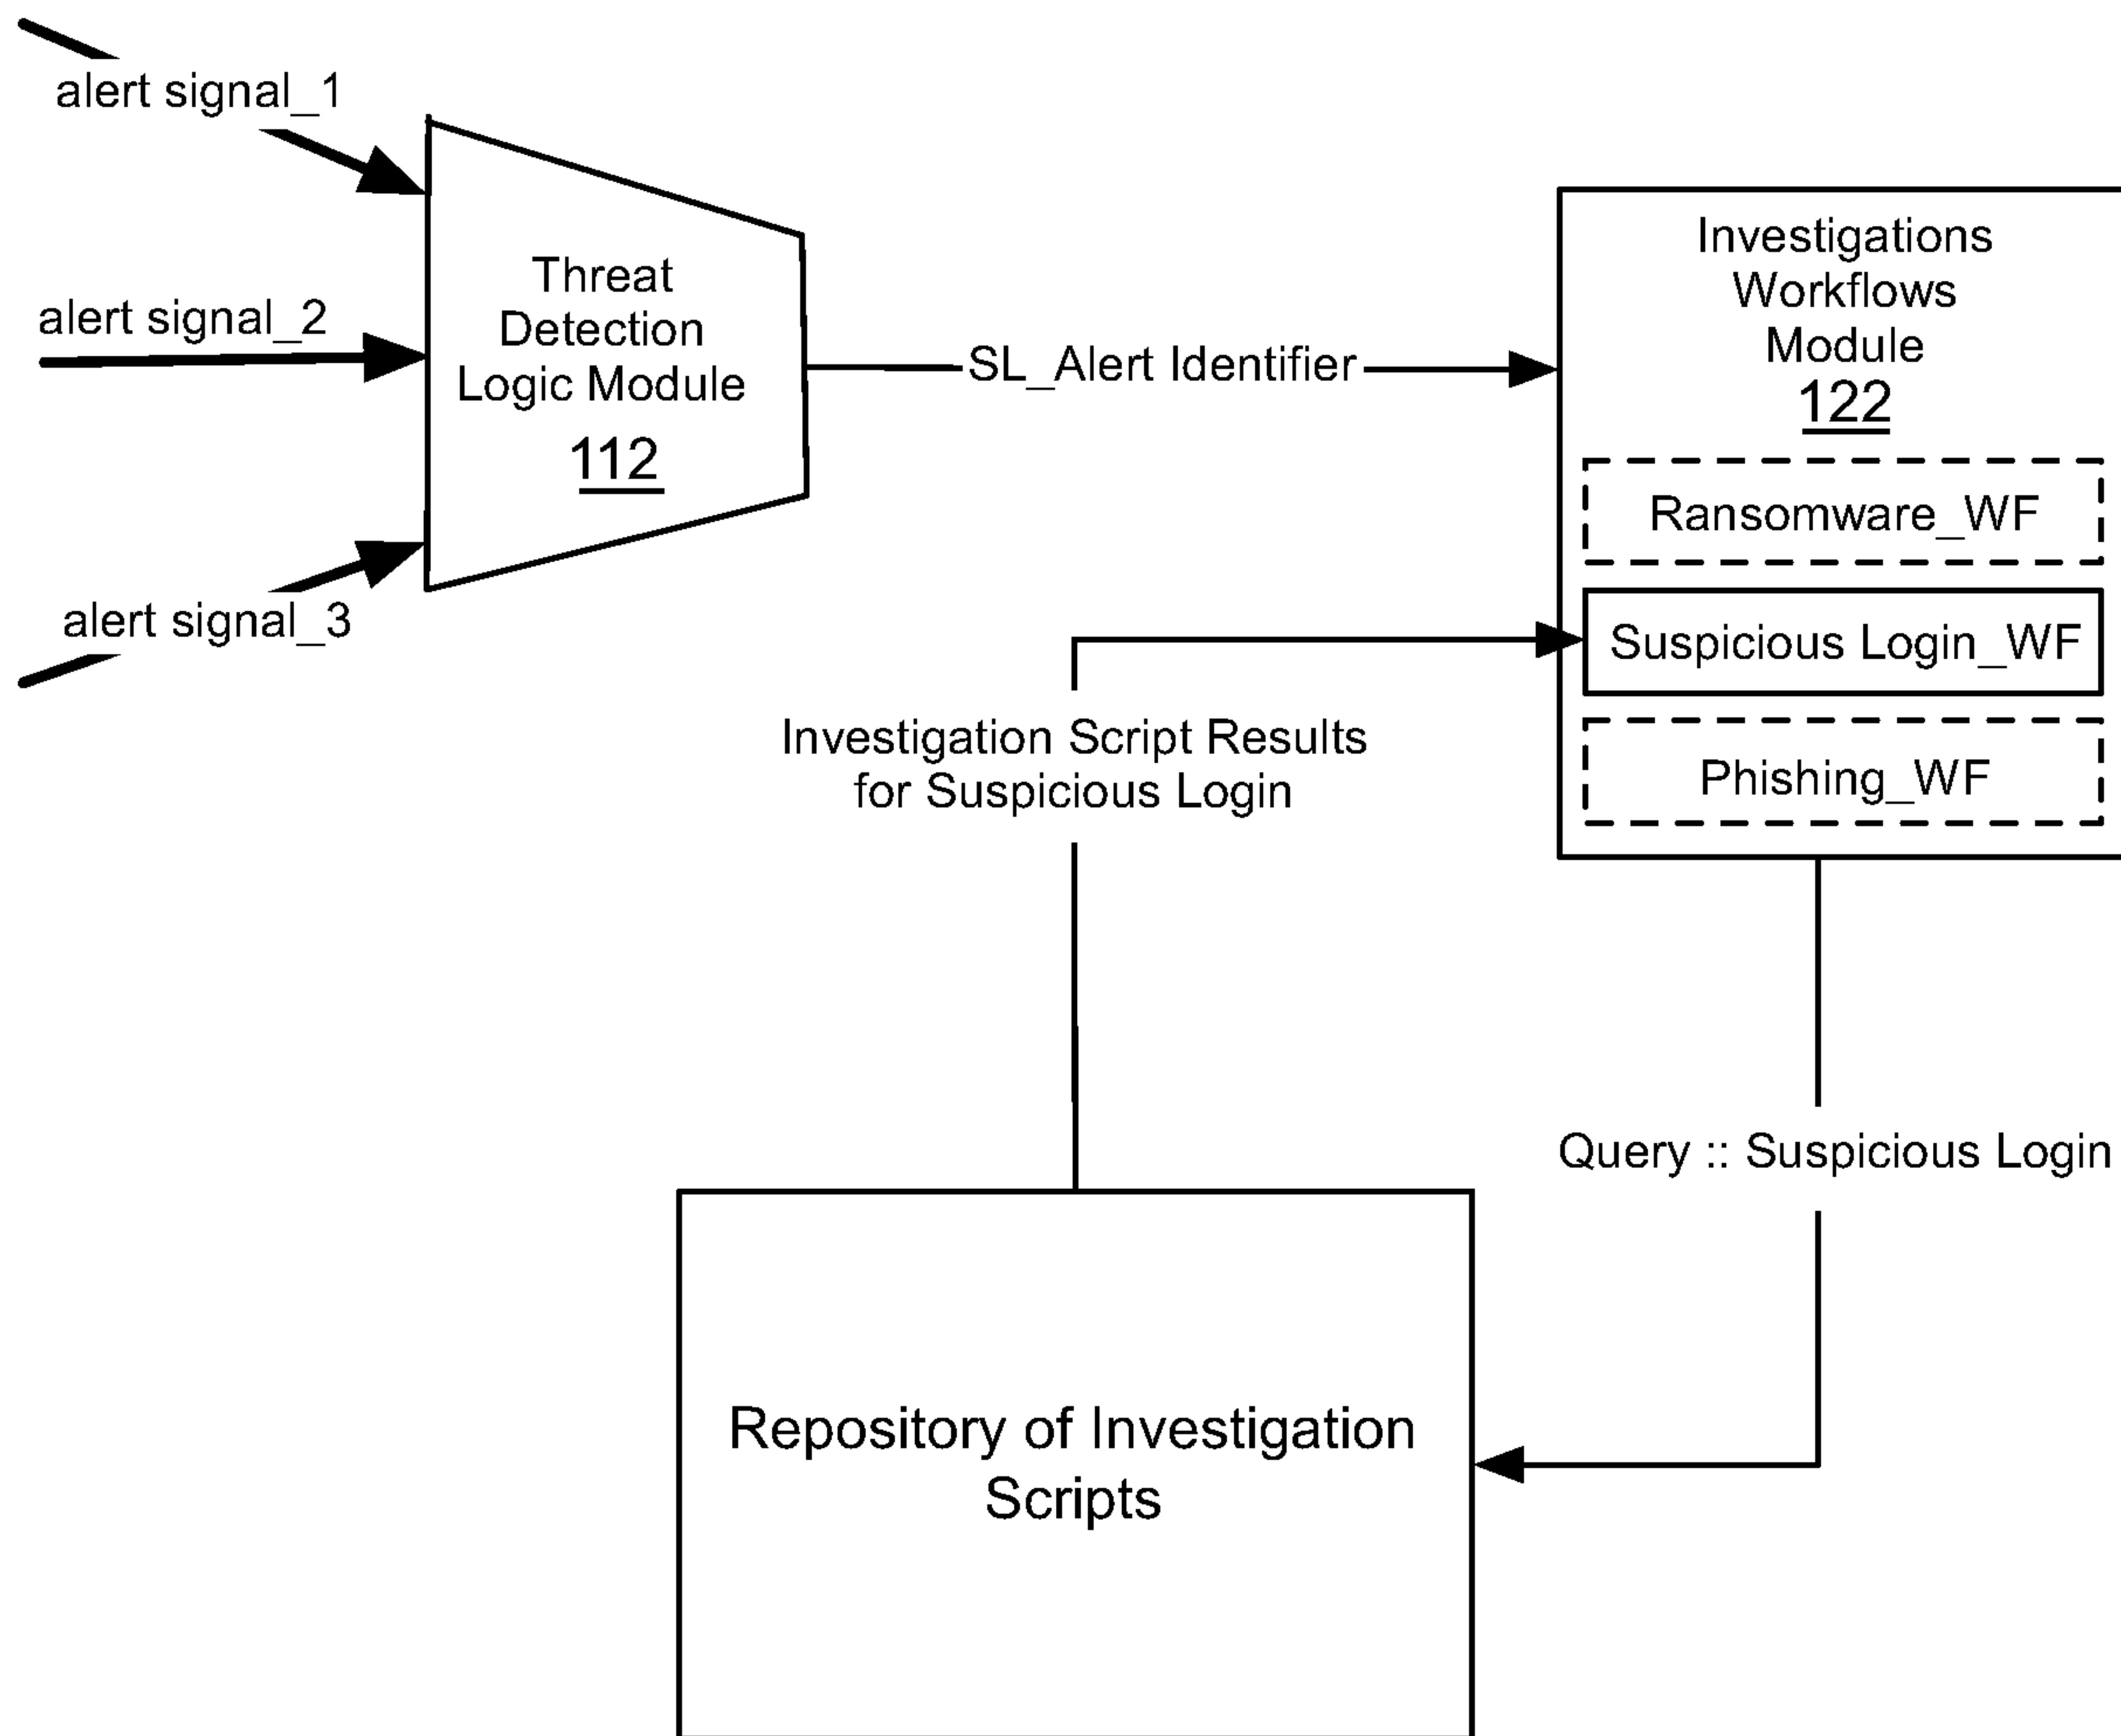 alert signal_1
alert signal_2
alert signal_3
Threat
Detection
Logic Module
112
SL_Alert Identifier
Investigations
Workflows
Module
122
Ransomware_WF
Suspicious Login_WF
Phishing_WF
Investigation Script Results
for Suspicious Login
Query :: Suspicious Login
Repository of Investigation
Scripts